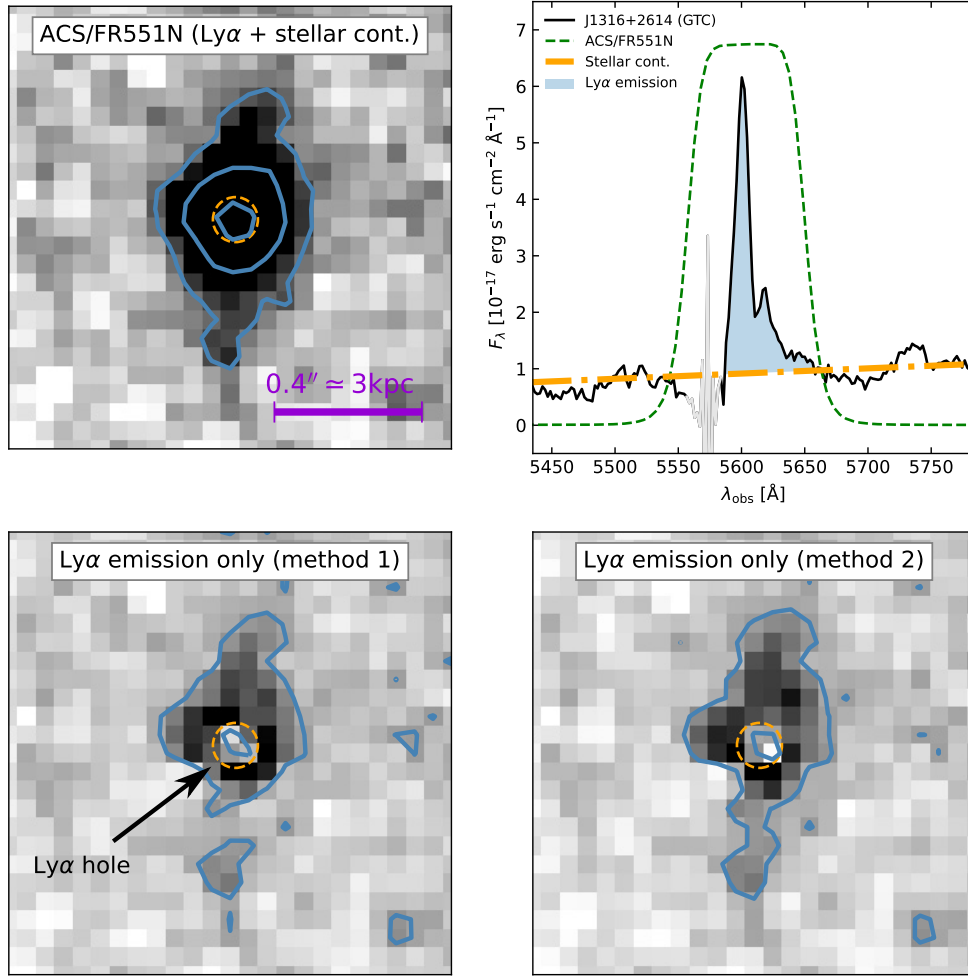 ACS/FR551N (Lyα + stellar cont.)
0.4″ ≃ 3kpc
J1316+2614 (GTC)
ACS/FR551N
Stellar cont.
Lyα emission
7
6
5
4
3
2
1
0
F_λ [10⁻¹⁷ erg s⁻¹ cm⁻² Å⁻¹]
5450 5500 5550 5600 5650 5700 5750
λ_obs [Å]
Lyα emission only (method 1)
Lyα hole
Lyα emission only (method 2)